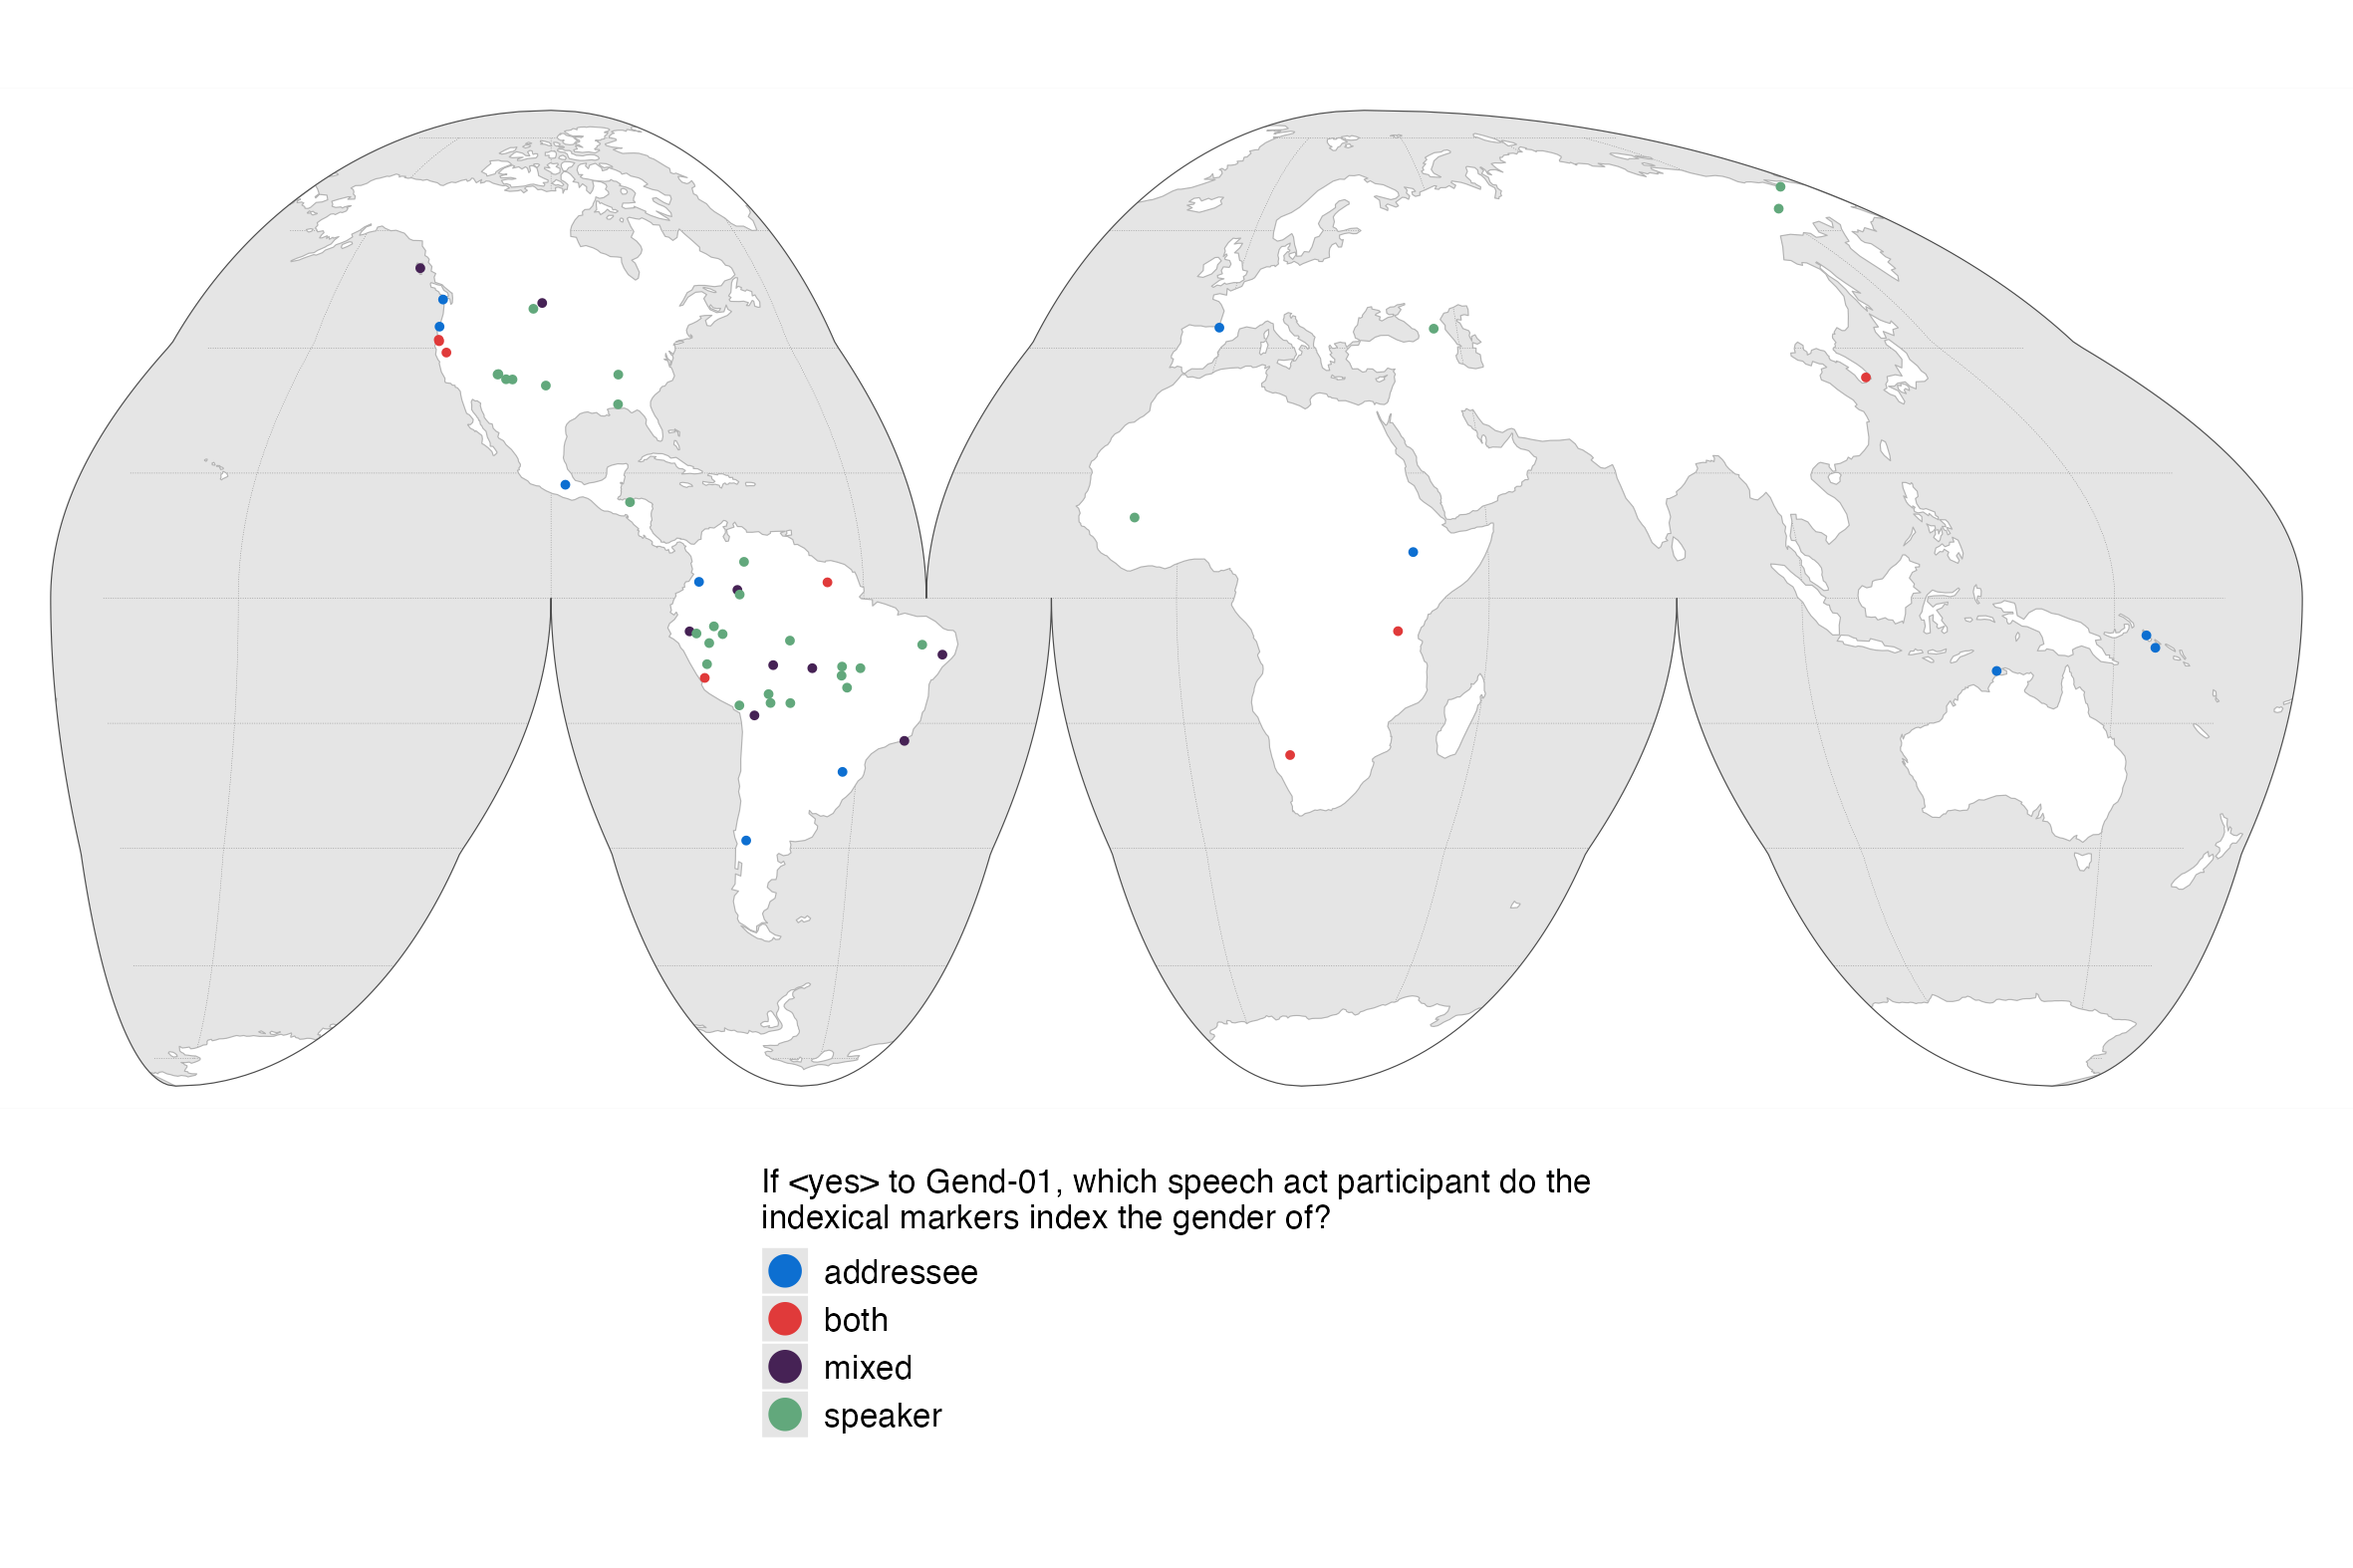 If <yes> to Gend-01, which speech act participant do the
indexical markers index the gender of?
addressee
both
mixed
speaker